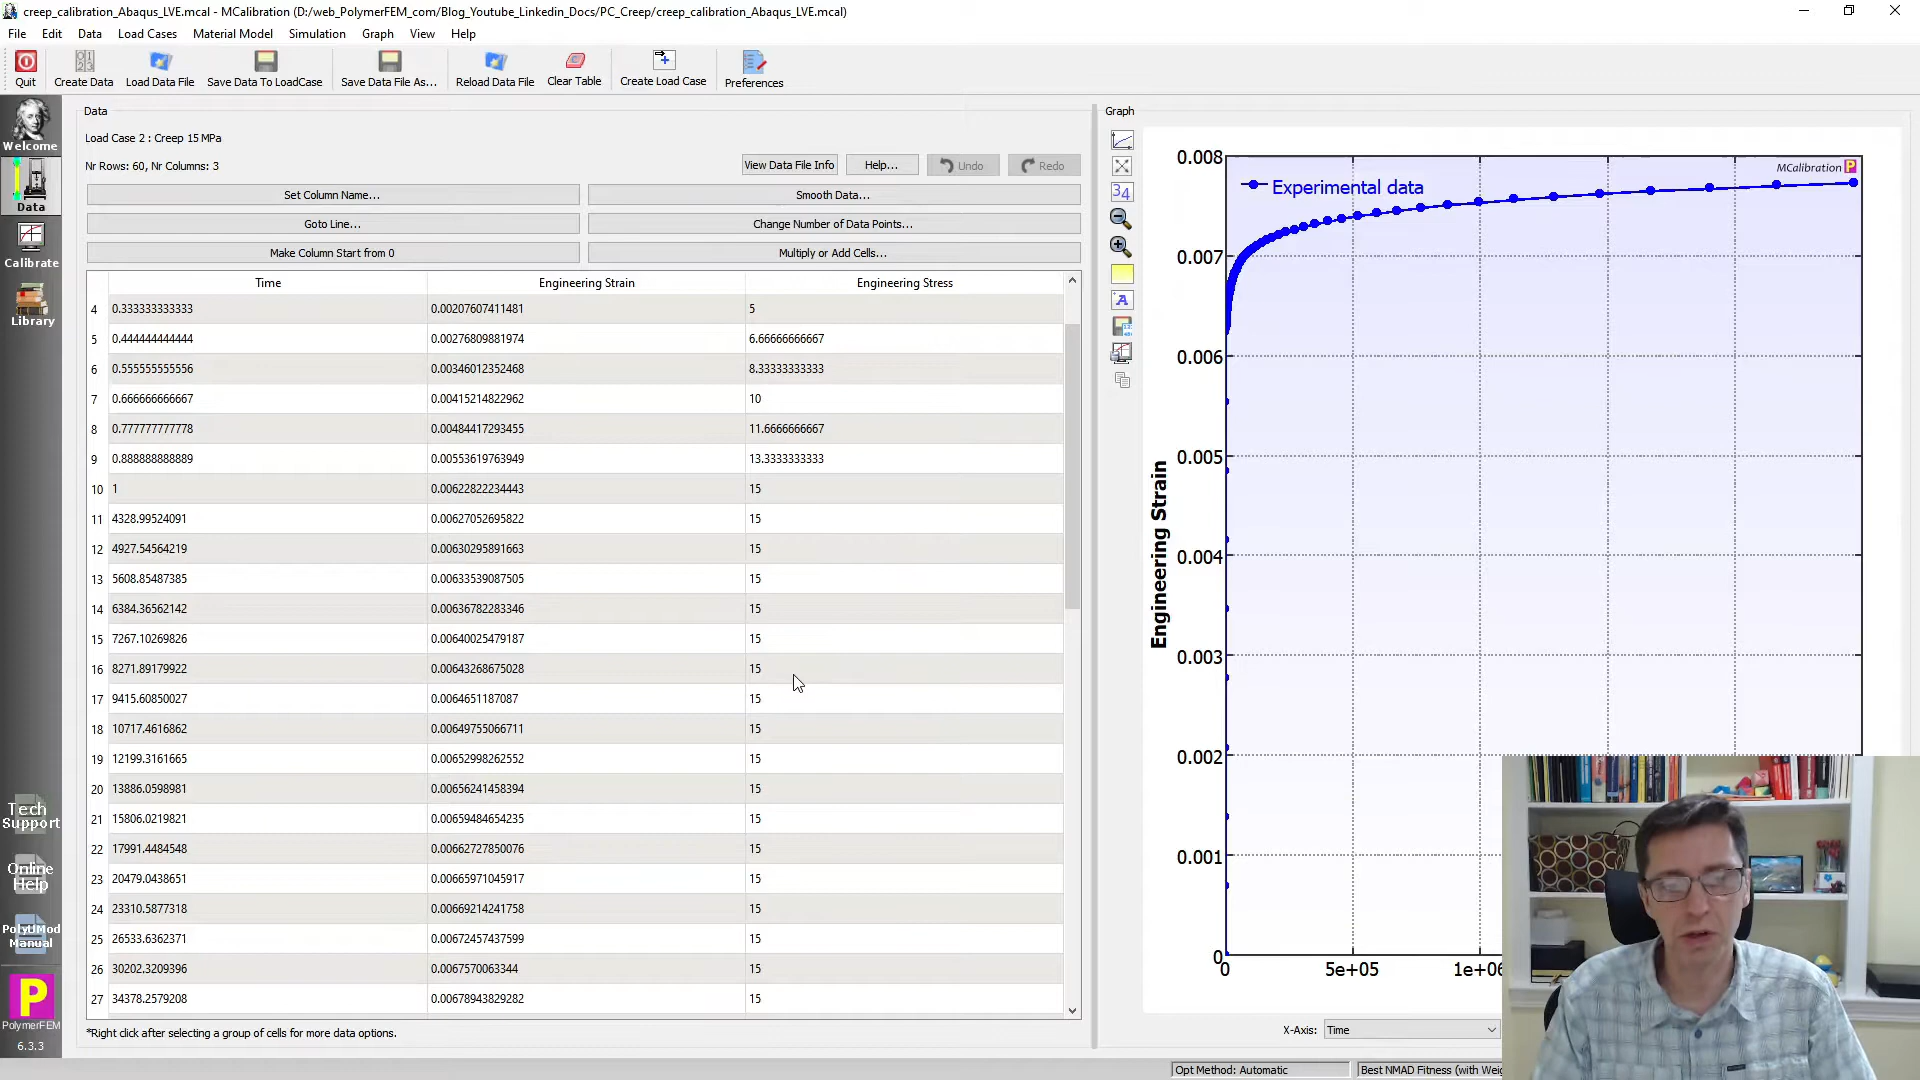 creep_calibration_Abaqus_LVE.mcal - MCalibration (D:/web_PolymerFEM_com/Blog_Youtube_Linkedin_Docs/PC_Creep/creep_calibration_Abaqus_LVE.mcal)
File Edit Data Load Cases Material Model Simulation Graph View Help
Quit Create Data Load Data File Save Data To LoadCase Save Data File As... Reload Data File Clear Table Create Load Case Preferences
Welcome
Data
Calibrate
Library
Tech Support
Online Help
PolyUMod Manual
P
PolymerFEM
6.3.3
Data
Load Case 2 : Creep 15 MPa
Nr Rows: 60, Nr Columns: 3
View Data File Info Help... Undo Redo
Set Column Name... Smooth Data...
Goto Line... Change Number of Data Points...
Make Column Start from 0 Multiply or Add Cells...
Time Engineering Strain Engineering Stress
4 0.333333333333 0.00207607411481 5
5 0.444444444444 0.00276809881974 6.66666666667
6 0.555555555556 0.00346012352468 8.33333333333
7 0.666666666667 0.00415214822962 10
8 0.777777777778 0.00484417293455 11.6666666667
9 0.888888888889 0.00553619763949 13.3333333333
10 1 0.00622822234443 15
11 4328.99524091 0.00627052695822 15
12 4927.54564219 0.00630295891663 15
13 5608.85487385 0.00633539087505 15
14 6384.36562142 0.00636782283346 15
15 7267.10269826 0.00640025479187 15
16 8271.89179922 0.00643268675028 15
17 9415.60850027 0.0064651187087 15
18 10717.4616862 0.00649755066711 15
19 12199.3161665 0.00652998262552 15
20 13886.0598981 0.00656241458394 15
21 15806.0219821 0.00659484654235 15
22 17991.4484548 0.00662727850076 15
23 20479.0438651 0.00665971045917 15
24 23310.5877318 0.00669214241758 15
25 26533.6362371 0.00672457437599 15
26 30202.3209396 0.0067570063344 15
27 34378.2579208 0.00678943829282 15
*Right click after selecting a group of cells for more data options.
Graph
34
A
MCalibration P
Experimental data
Engineering Strain
0.008
0.007
0.006
0.005
0.004
0.003
0.002
0.001
0
0 5e+05
X-Axis: Time
Opt Method: Automatic
Best NMAD Fitness (with